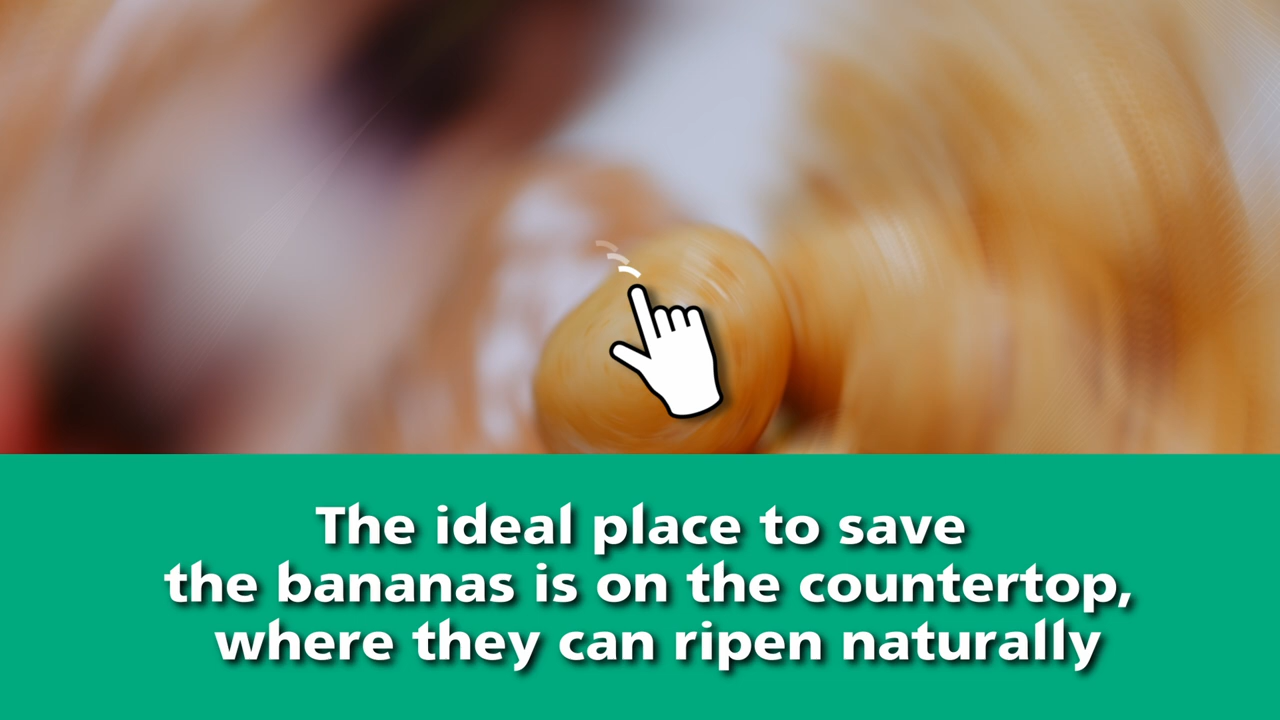 The ideal place to save
the bananas is on the countertop,
where they can ripen naturally